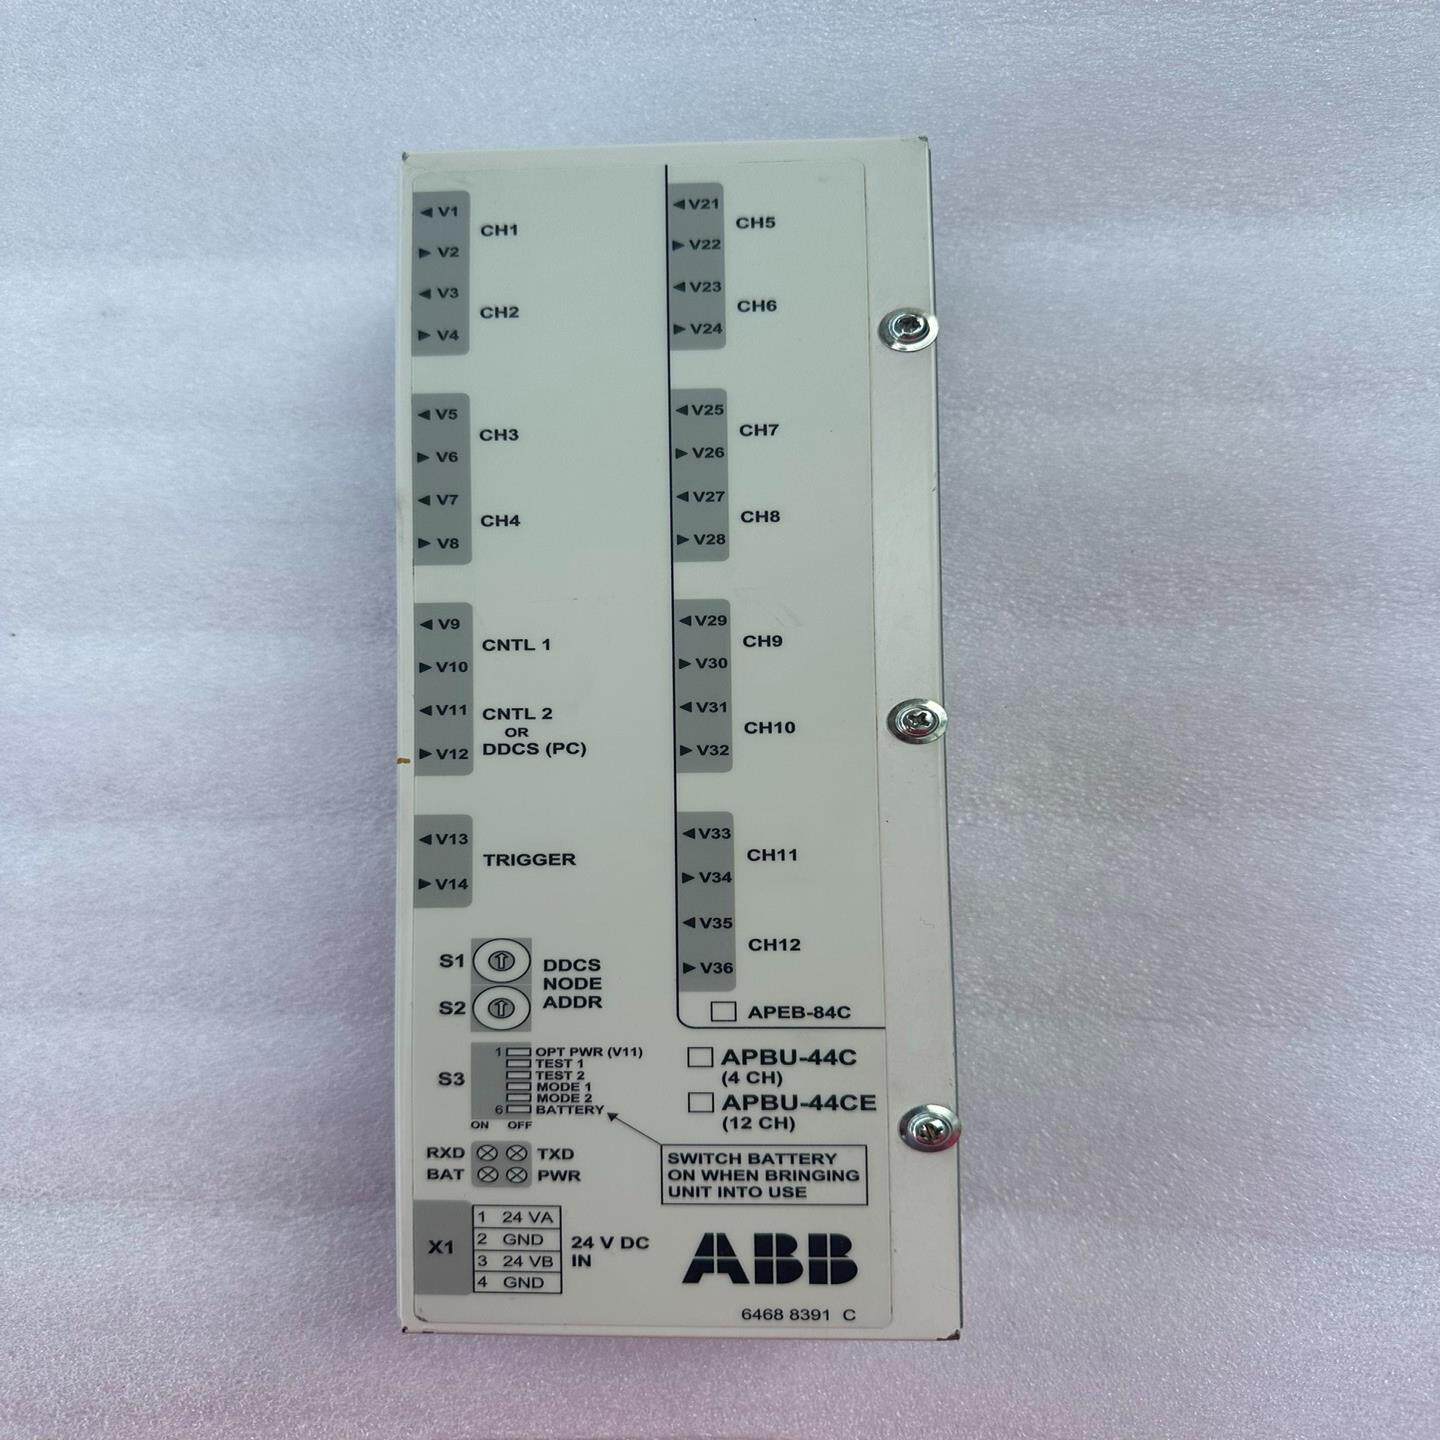 ◀ V1
CH1
▶ V2
◀ V3
CH2
▶ V4
◀ V5
CH3
▶ V6
◀ V7
CH4
▶ V8
◀ V9
CNTL 1
▶ V10
◀ V11
CNTL 2
OR
DDCS (PC)
▶ V12
◀ V13
TRIGGER
▶ V14
◀ V21
CH5
▶ V22
◀ V23
CH6
▶ V24
◀ V25
CH7
▶ V26
◀ V27
CH8
▶ V28
◀ V29
CH9
▶ V30
◀ V31
CH10
▶ V32
◀ V33
CH11
▶ V34
◀ V35
CH12
▶ V36
APEB-84C
S1
S2
DDCS
NODE
ADDR
S3
1 OPT PWR (V11)
TEST 1
TEST 2
MODE 1
MODE 2
6 BATTERY
ON OFF
APBU-44C
(4 CH)
APBU-44CE
(12 CH)
SWITCH BATTERY
ON WHEN BRINGING
UNIT INTO USE
RXD TXD
BAT PWR
X1
1 24 VA
2 GND
3 24 VB
4 GND
24 V DC
IN
ABB
6468 8391 C